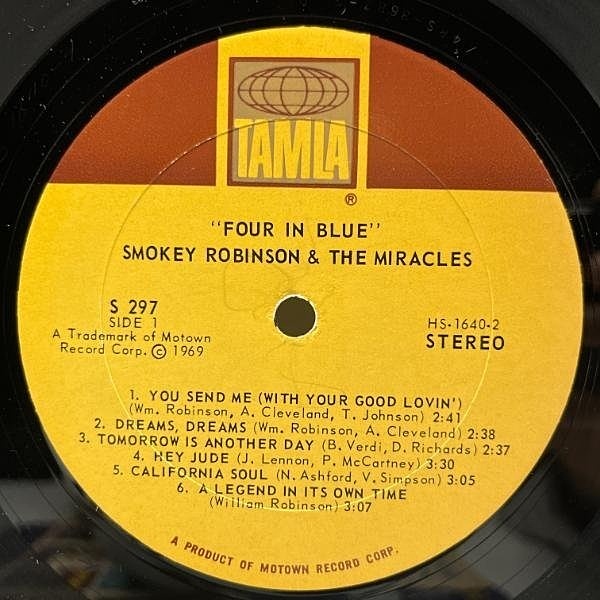 TAMLA
®
"FOUR IN BLUE"
SMOKEY ROBINSON & THE MIRACLES
S 297
SIDE 1
A Trademark of Motown
Record Corp. © 1969
HS-1640-2
STEREO
1. YOU SEND ME (WITH YOUR GOOD LOVIN')
(Wm. Robinson, A. Cleveland, T. Johnson) 2:41
2. DREAMS, DREAMS (Wm. Robinson, A. Cleveland) 2:38
3. TOMORROW IS ANOTHER DAY (B. Verdi, D. Richards) 2:37
4. HEY JUDE (J. Lennon, P. McCartney) 3:30
5. CALIFORNIA SOUL (N. Ashford, V. Simpson) 3:05
6. A LEGEND IN ITS OWN TIME
(William Robinson) 3:07
A PRODUCT OF MOTOWN RECORD CORP.